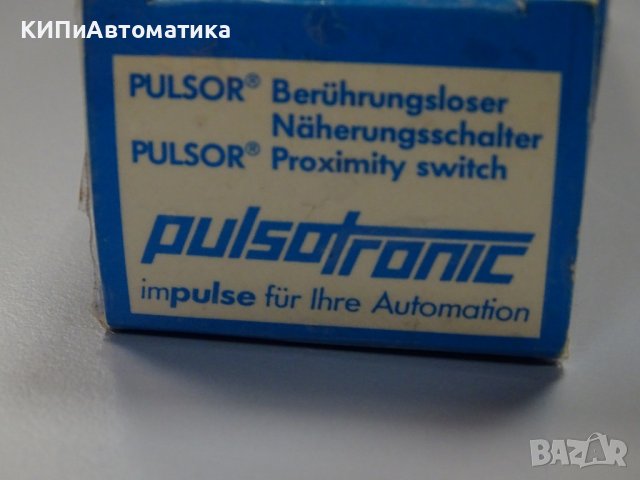 КИПиАвтоматика
PULSOR® Berührungsloser
Näherungsschalter
PULSOR® Proximity switch
pulsotronic
impulse für Ihre Automation
BAZAR